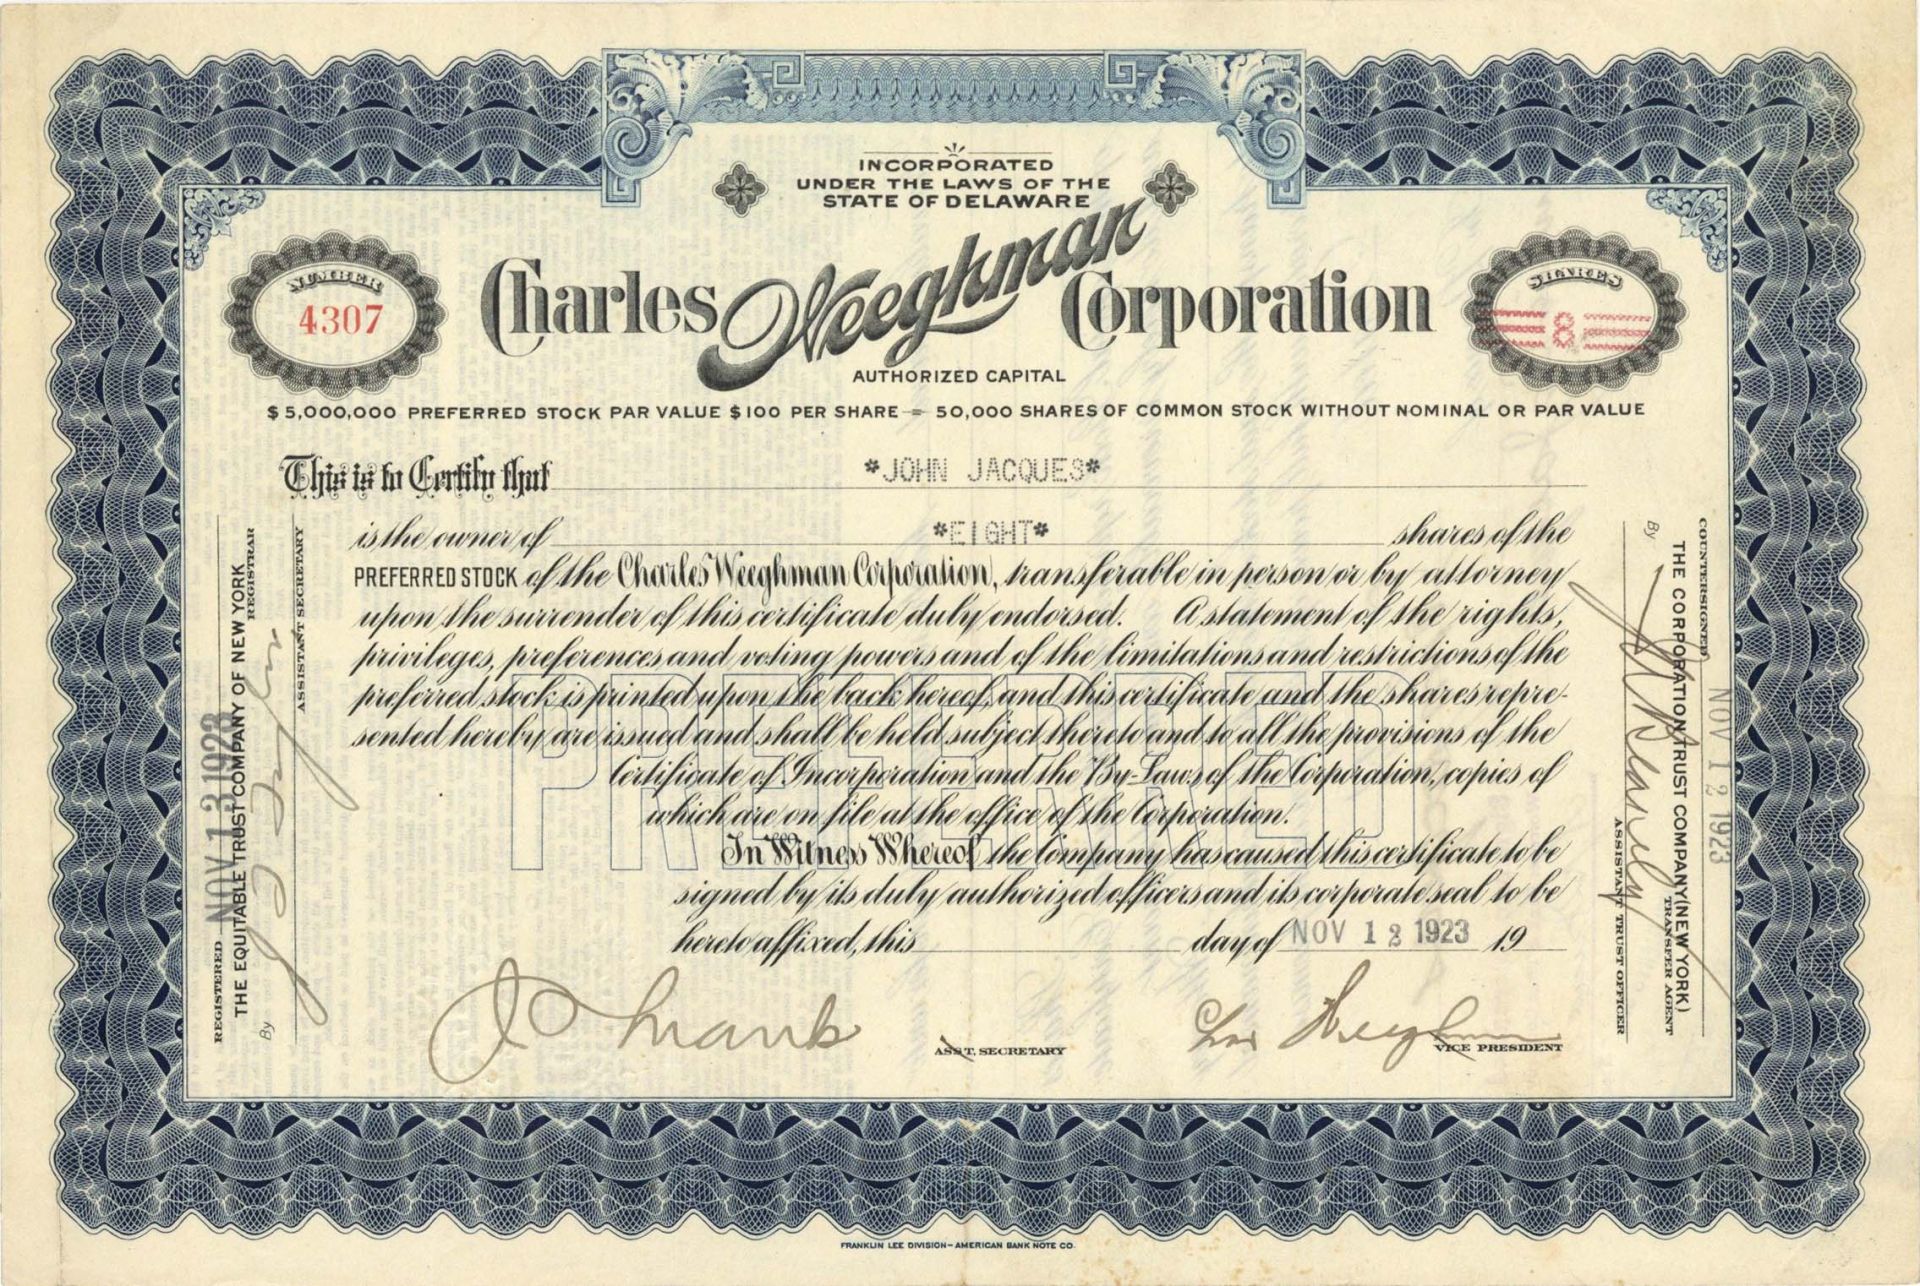 INCORPORATED
UNDER THE LAWS OF THE
STATE OF DELAWARE
NUMBER
4307
Charles Weeghman Corporation
SHARES
8
AUTHORIZED CAPITAL
$5,000,000 PREFERRED STOCK PAR VALUE $100 PER SHARE = 50,000 SHARES OF COMMON STOCK WITHOUT NOMINAL OR PAR VALUE
This is to Certify that *JOHN JACQUES*
is the owner of *EIGHT* shares of the
PREFERRED STOCK of the Charles Weeghman Corporation, transferable in person or by attorney
upon the surrender of this certificate duly endorsed. A statement of the rights,
privileges, preferences and voting powers and of the limitations and restrictions of the
preferred stock is printed upon the back hereof, and this certificate and the shares repre-
sented hereby are issued and shall be held subject thereto and to all the provisions of the
Certificate of Incorporation and the By-Laws of the Corporation, copies of
which are on file at the office of the Corporation.
In Witness Whereof the Company has caused this certificate to be
signed by its duly authorized officers and its corporate seal to be
hereto affixed, this day of NOV 12 1923 19
PREFERRED
ASS'T. SECRETARY
Chas Weeghman
VICE PRESIDENT
REGISTERED NOV 13 1923
THE EQUITABLE TRUST COMPANY OF NEW YORK
REGISTRAR
By
ASSISTANT SECRETARY
COUNTERSIGNED NOV 12 1923
THE CORPORATION TRUST COMPANY (NEW YORK)
TRANSFER AGENT
By
ASSISTANT TRUST OFFICER
FRANKLIN LEE DIVISION-AMERICAN BANK NOTE CO.